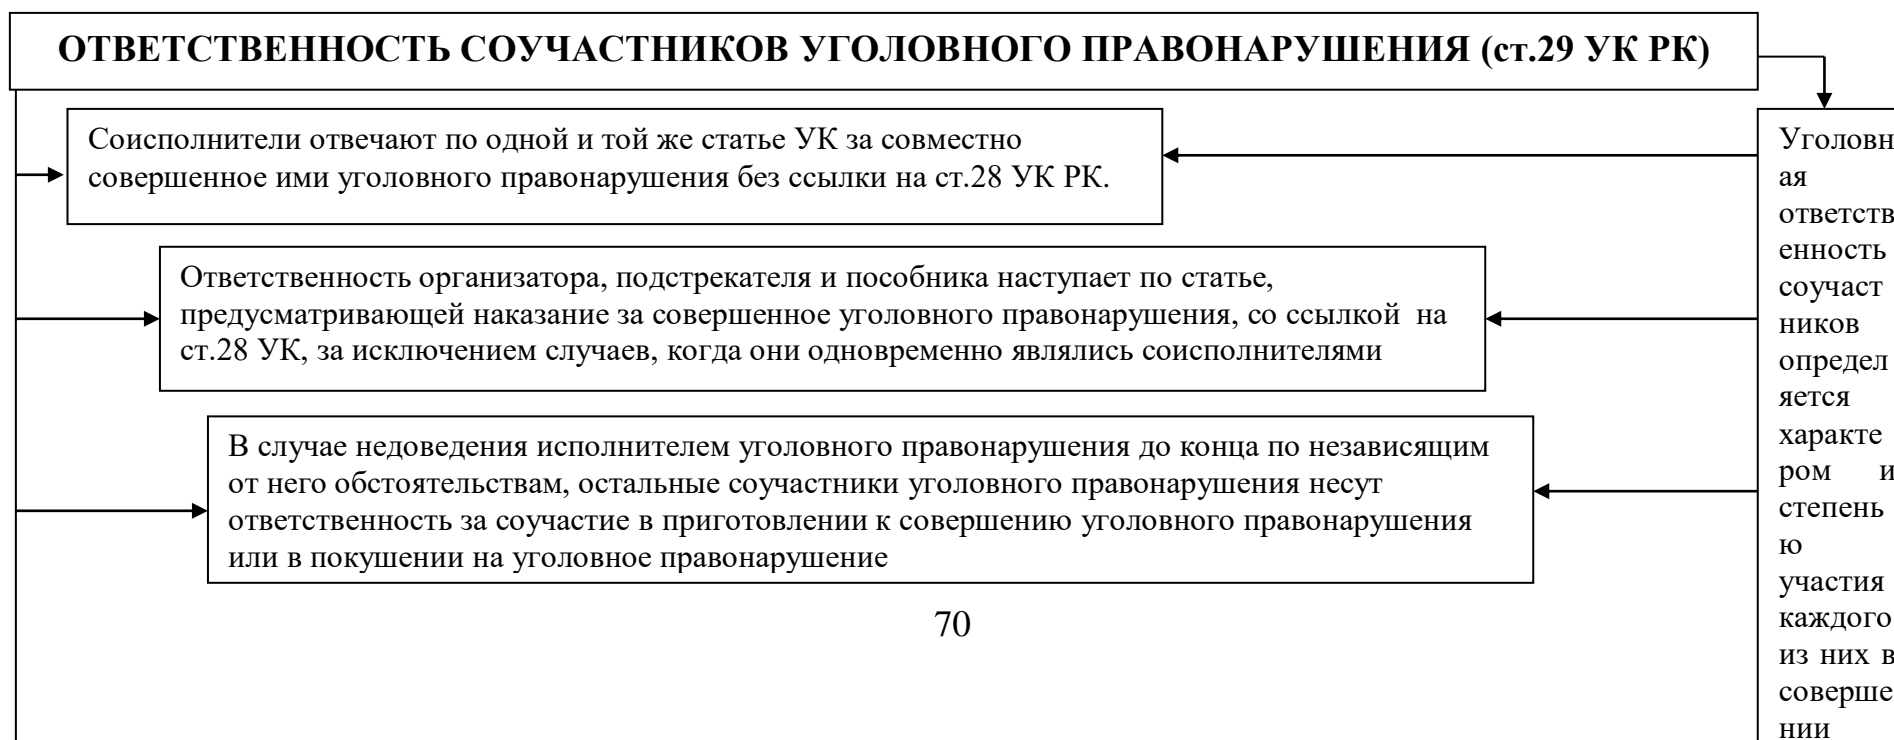 ОТВЕТСТВЕННОСТЬ СОУЧАСТНИКОВ УГОЛОВНОГО ПРАВОНАРУШЕНИЯ (ст.29 УК РК)
Соисполнители отвечают по одной и той же статье УК за совместно
совершенное ими уголовного правонарушения без ссылки на ст.28 УК РК.
Ответственность организатора, подстрекателя и пособника наступает по статье,
предусматривающей наказание за совершенное уголовного правонарушения, со ссылкой на
ст.28 УК, за исключением случаев, когда они одновременно являлись соисполнителями
В случае недоведения исполнителем уголовного правонарушения до конца по независящим
от него обстоятельствам, остальные соучастники уголовного правонарушения несут
ответственность за соучастие в приготовлении к совершению уголовного правонарушения
или в покушении на уголовное правонарушение
Уголовн
ая
ответств
енность
соучаст
ников
определ
яется
характе
ром и
степень
ю
участия
каждого
из них в
соверше
нии
70